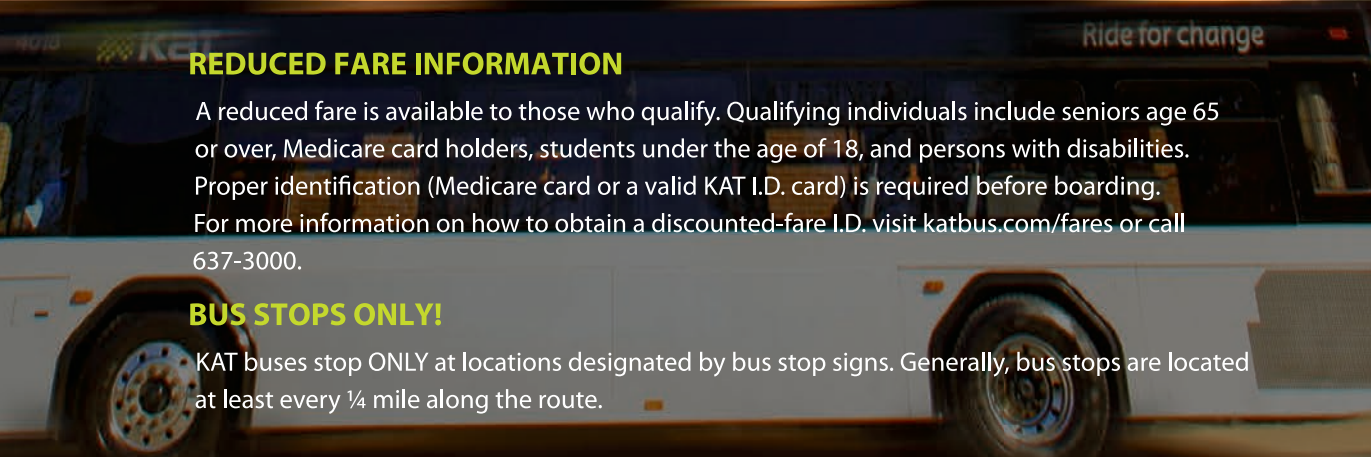 4018 kat Ride for change
REDUCED FARE INFORMATION
A reduced fare is available to those who qualify. Qualifying individuals include seniors age 65
or over, Medicare card holders, students under the age of 18, and persons with disabilities.
Proper identification (Medicare card or a valid KAT I.D. card) is required before boarding.
For more information on how to obtain a discounted-fare I.D. visit katbus.com/fares or call
637-3000.
BUS STOPS ONLY!
KAT buses stop ONLY at locations designated by bus stop signs. Generally, bus stops are located
at least every ¼ mile along the route.